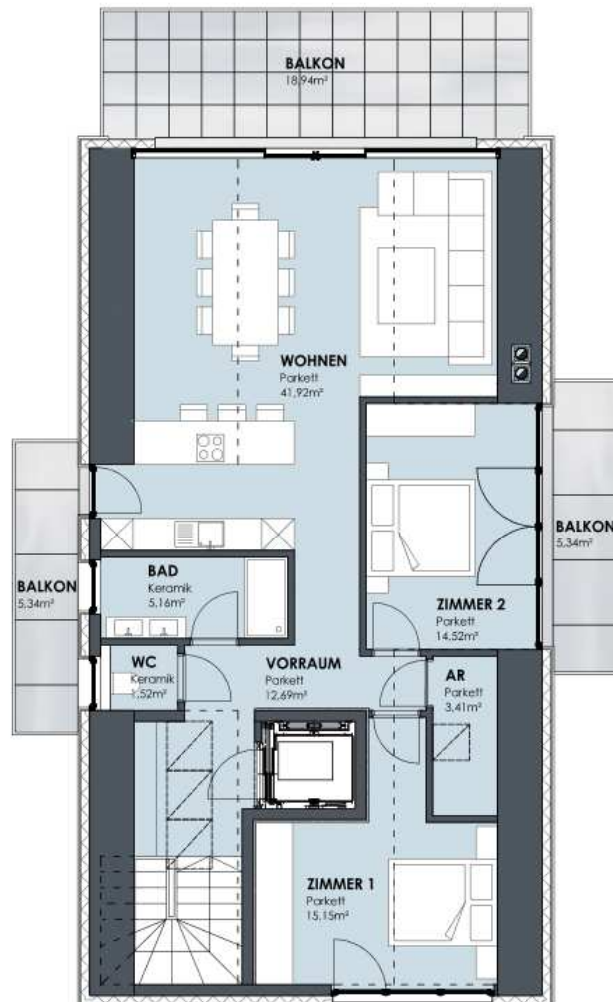 BALKON
18,94m²
WOHNEN
Parkett
41,92m²
BALKON
5,34m²
BALKON
5,34m²
BAD
Keramik
5,16m²
ZIMMER 2
Parkett
14,52m²
WC
Keramik
1,52m²
VORRAUM
Parkett
12,69m²
AR
Parkett
3,41m²
ZIMMER 1
Parkett
15,15m²